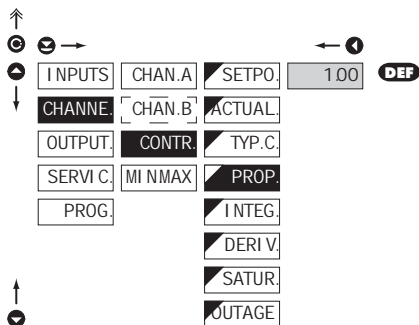 INPUTS CHAN.A SETPO. 1.00 DEF
CHANNE. CHAN.B ACTUAL.
OUTPUT. CONTR. TYP.C.
SERVIC. MINMAX PROP.
PROG. INTEG.
DERIV.
SATUR.
OUTAGE